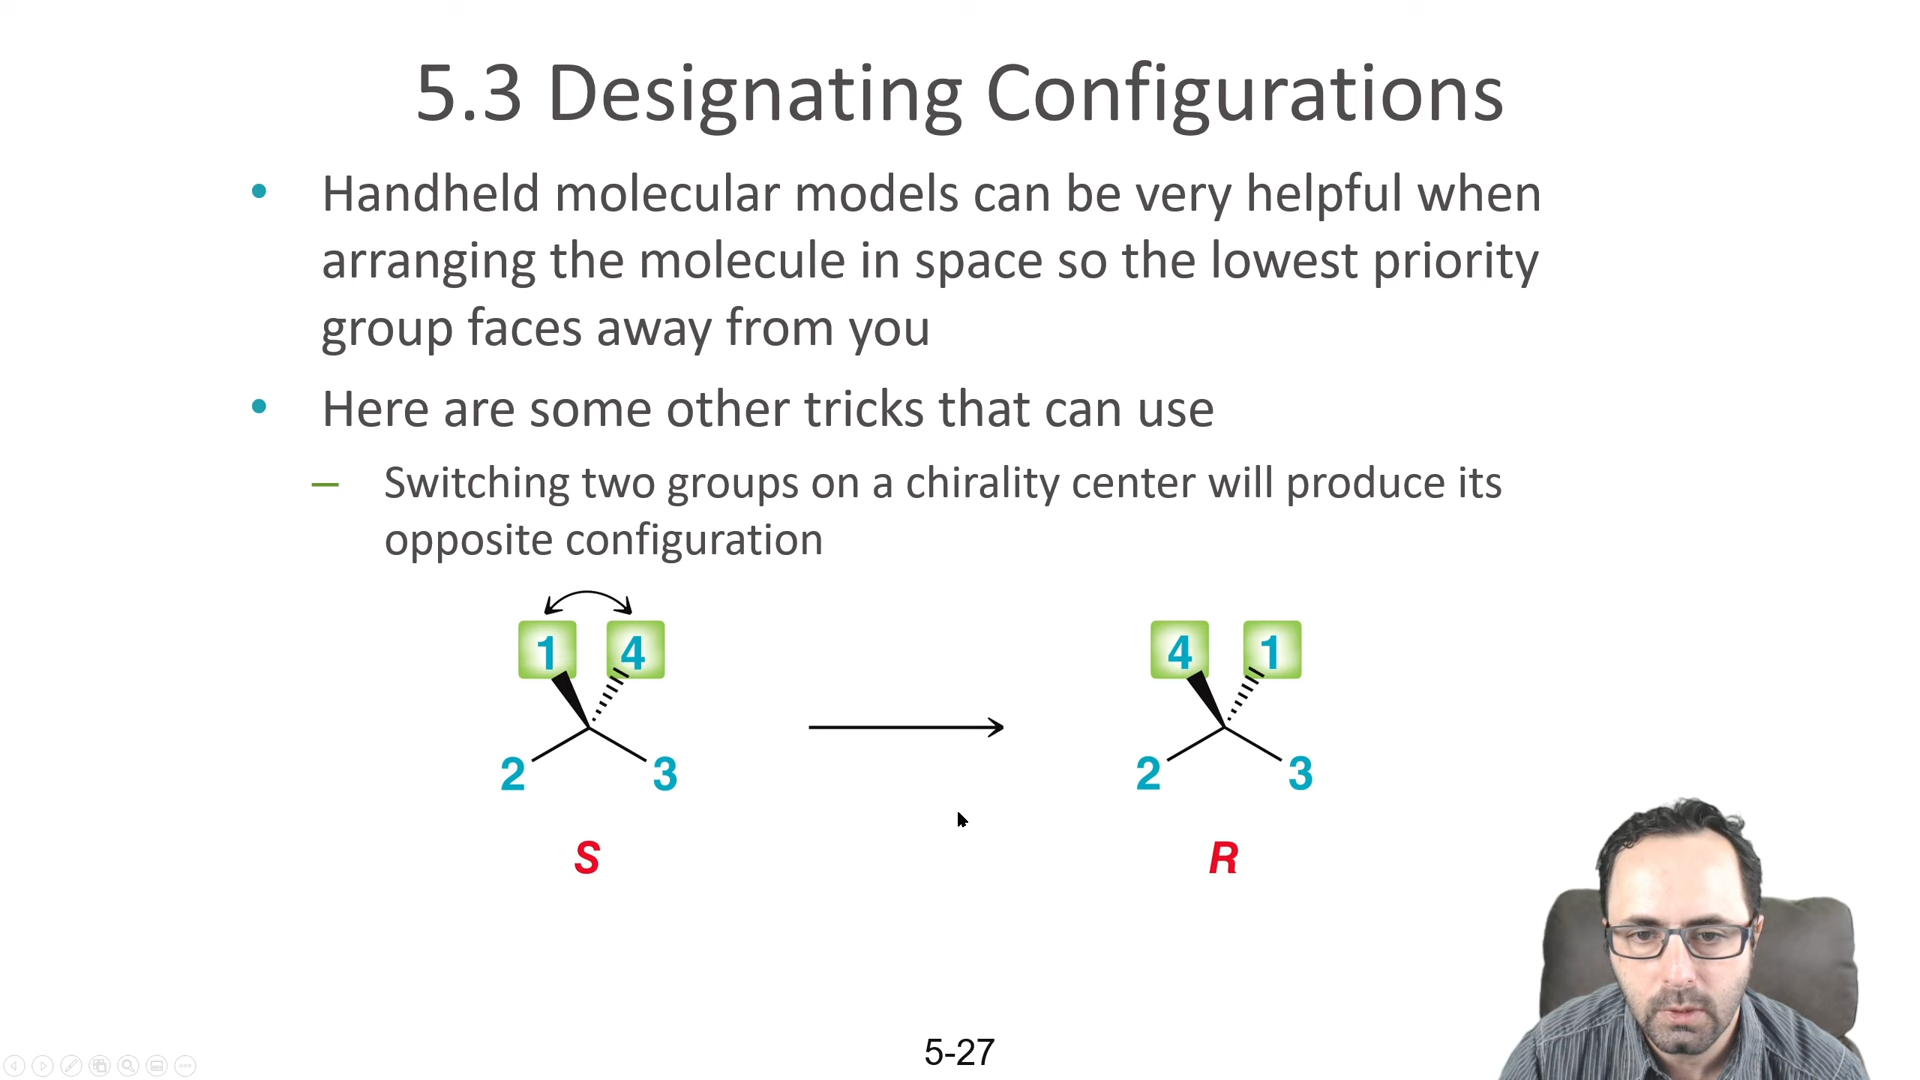 5.3 Designating Configurations
• Handheld molecular models can be very helpful when
arranging the molecule in space so the lowest priority
group faces away from you
• Here are some other tricks that can use
– Switching two groups on a chirality center will produce its
opposite configuration
1 4
4 1
2 3
2 3
S
R
5-27